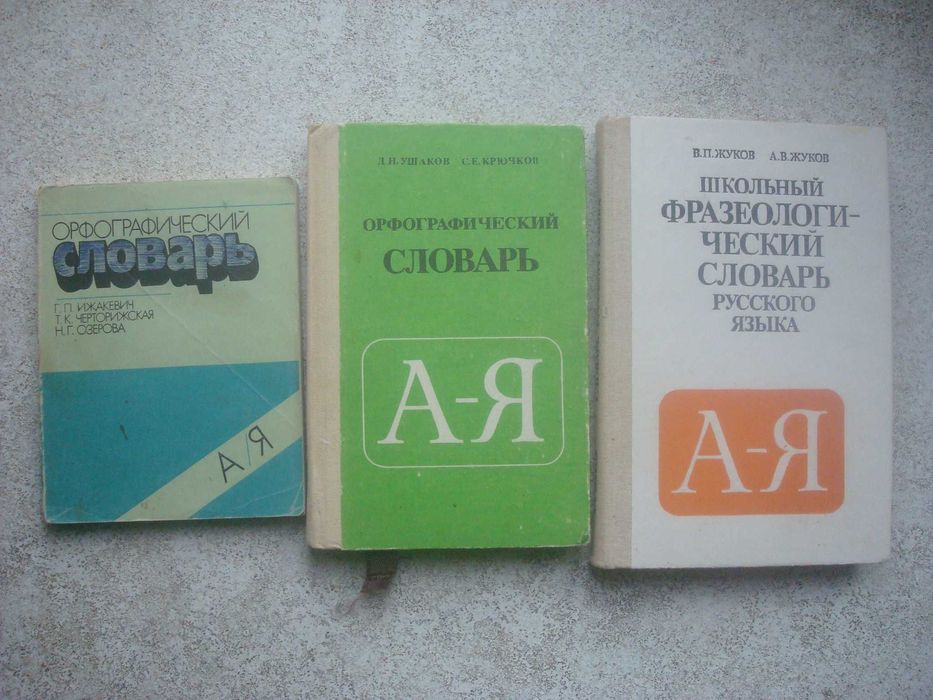 ОРФОГРАФИЧЕСКИЙ
словарь
Г. П. ИЖАКЕВИЧ
Т. К. ЧЕРТОРИЖСКАЯ
Н. Г. ОЗЕРОВА
А/Я
Д.Н.УШАКОВ С.Е.КРЮЧКОВ
ОРФОГРАФИЧЕСКИЙ
СЛОВАРЬ
А-Я
В.П.ЖУКОВ А.В.ЖУКОВ
ШКОЛЬНЫЙ
ФРАЗЕОЛОГИ-
ЧЕСКИЙ
СЛОВАРЬ
РУССКОГО
ЯЗЫКА
А-Я